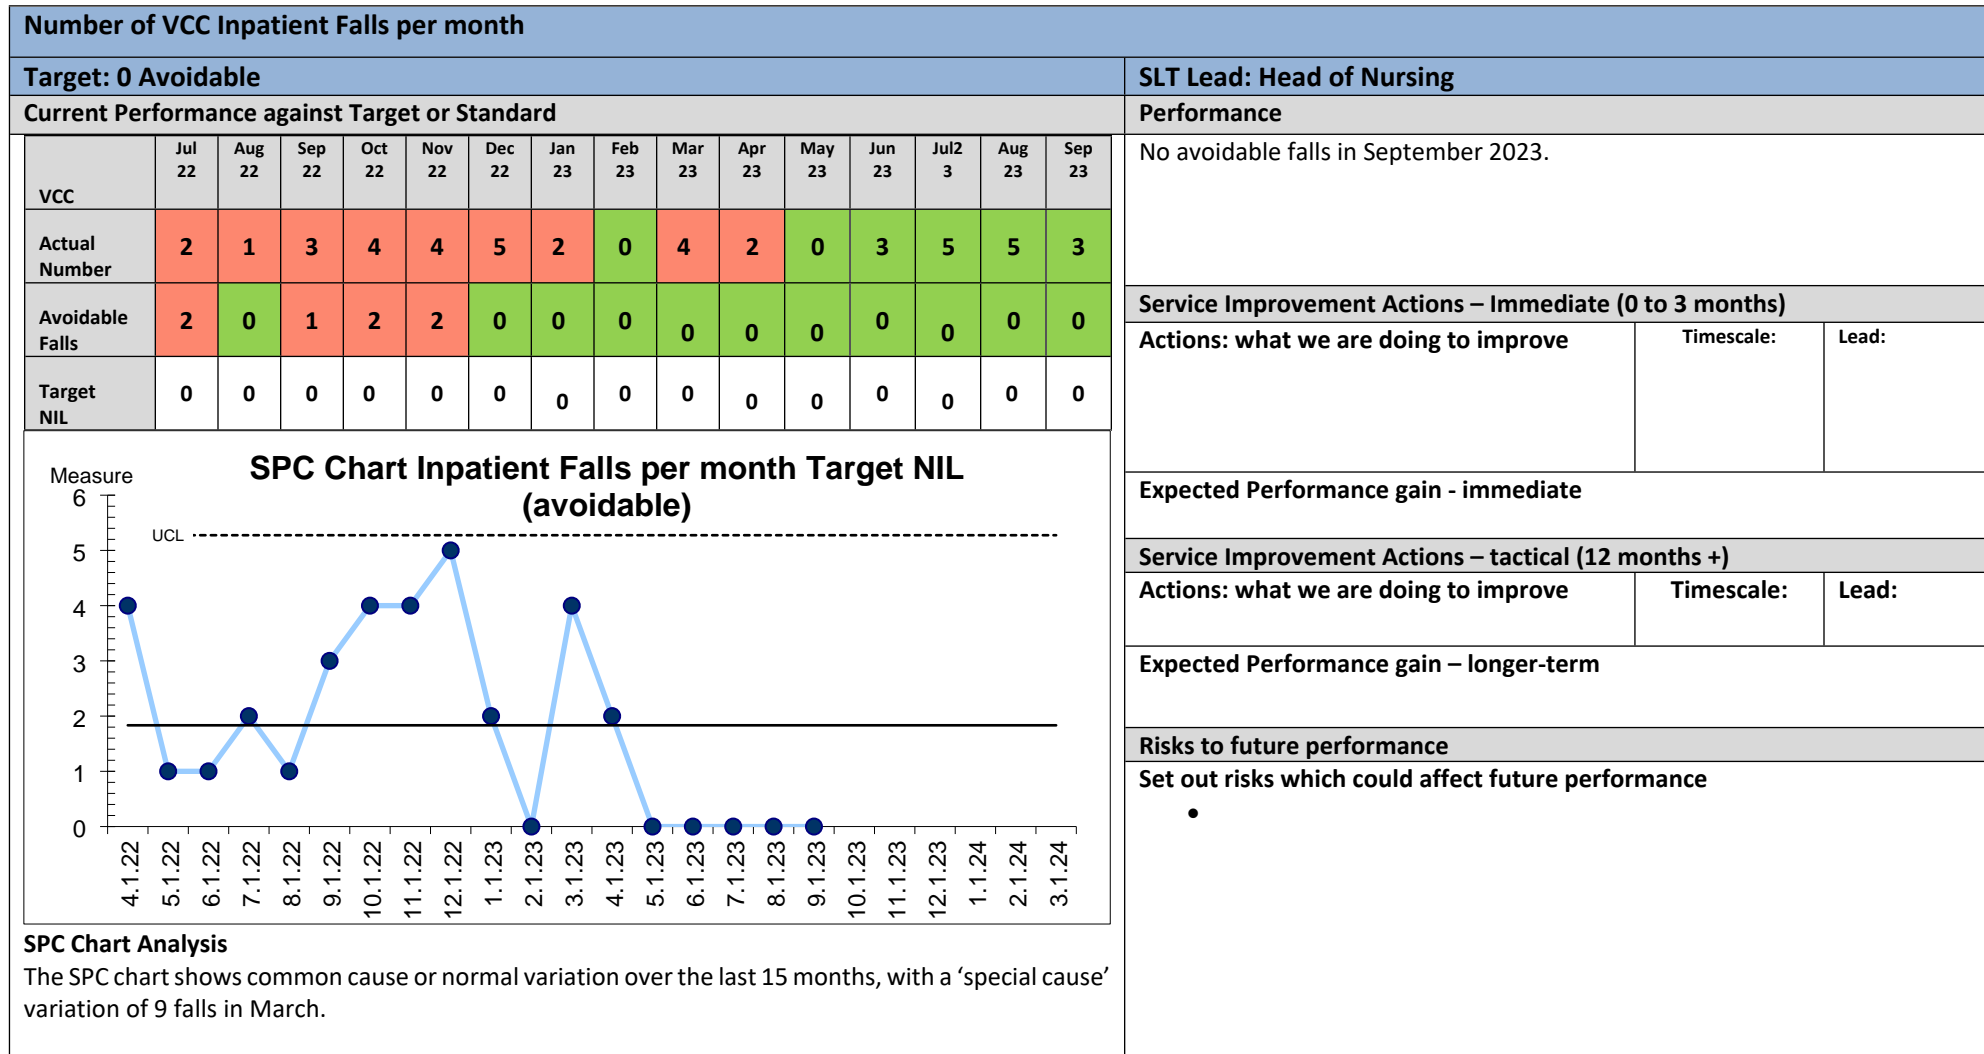 Number of VCC Inpatient Falls per month
Target: 0 Avoidable
SLT Lead: Head of Nursing
Current Performance against Target or Standard
Performance
VCC Jul 22 Aug 22 Sep 22 Oct 22 Nov 22 Dec 22 Jan 23 Feb 23 Mar 23 Apr 23 May 23 Jun 23 Jul2 3 Aug 23 Sep 23
Actual Number 2 1 3 4 4 5 2 0 4 2 0 3 5 5 3
Avoidable Falls 2 0 1 2 2 0 0 0 0 0 0 0 0 0 0
Target NIL 0 0 0 0 0 0 0 0 0 0 0 0 0 0 0
SPC Chart Inpatient Falls per month Target NIL
(avoidable)
Measure
6
UCL
5
4
3
2
1
0
4.1.22 5.1.22 6.1.22 7.1.22 8.1.22 9.1.22 10.1.22 11.1.22 12.1.22 1.1.23 2.1.23 3.1.23 4.1.23 5.1.23 6.1.23 7.1.23 8.1.23 9.1.23 10.1.23 11.1.23 12.1.23 1.1.24 2.1.24 3.1.24
SPC Chart Analysis
The SPC chart shows common cause or normal variation over the last 15 months, with a ‘special cause’
variation of 9 falls in March.
No avoidable falls in September 2023.
Service Improvement Actions – Immediate (0 to 3 months)
Actions: what we are doing to improve Timescale: Lead:
Expected Performance gain - immediate
Service Improvement Actions – tactical (12 months +)
Actions: what we are doing to improve Timescale: Lead:
Expected Performance gain – longer-term
Risks to future performance
Set out risks which could affect future performance
•